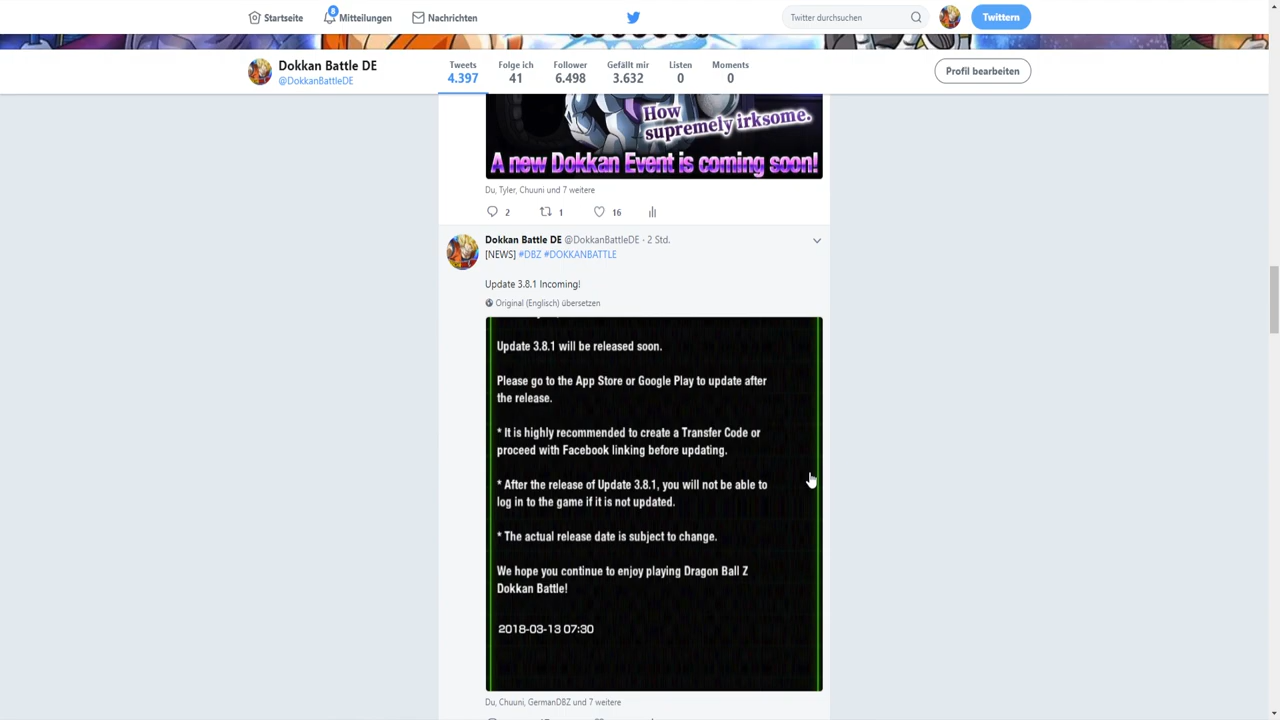 Startseite
8
Mitteilungen
Nachrichten
Twitter durchsuchen
Twittern
Dokkan Battle DE
@DokkanBattleDE
Tweets
4.397
Folge ich
41
Follower
6.498
Gefällt mir
3.632
Listen
0
Moments
0
Profil bearbeiten
How
supremely irksome.
A new Dokkan Event is coming soon!
Du, Tyler, Chuuni und 7 weitere
2
1
16
Dokkan Battle DE @DokkanBattleDE · 2 Std.
[NEWS] #DBZ #DOKKANBATTLE
Update 3.8.1 Incoming!
Original (Englisch) übersetzen
Update 3.8.1 will be released soon.
Please go to the App Store or Google Play to update after
the release.
* It is highly recommended to create a Transfer Code or
proceed with Facebook linking before updating.
* After the release of Update 3.8.1, you will not be able to
log in to the game if it is not updated.
* The actual release date is subject to change.
We hope you continue to enjoy playing Dragon Ball Z
Dokkan Battle!
2018-03-13 07:30
Du, Chuuni, GermanDBZ und 7 weitere